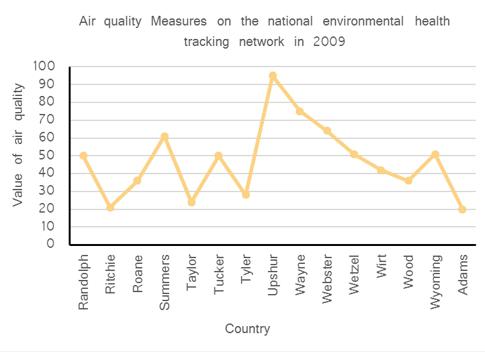 Air quality Measures on the national environmental health
tracking network in 2009
Value of air quality
100
90
80
70
60
50
40
30
20
10
0
Randolph
Ritchie
Roane
Summers
Taylor
Tucker
Tyler
Upshur
Wayne
Webster
Wetzel
Wirt
Wood
Wyoming
Adams
Country